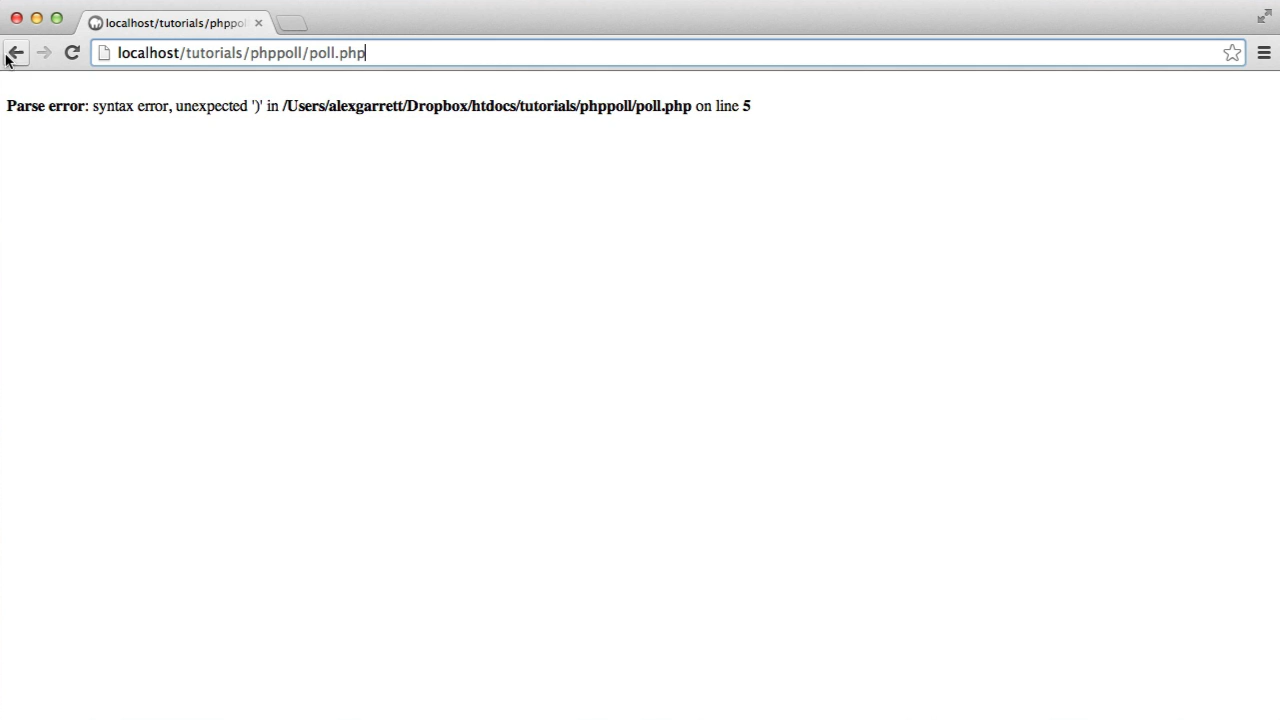 localhost/tutorials/phppol
localhost/tutorials/phppoll/poll.php
Parse error: syntax error, unexpected ')' in /Users/alexgarrett/Dropbox/htdocs/tutorials/phppoll/poll.php on line 5